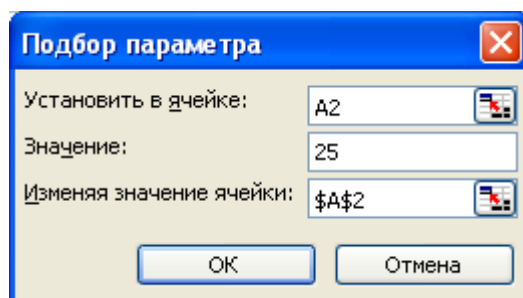 Подбор параметра
Установить в ячейке: A2
Значение: 25
Изменяя значение ячейки: $A$2
ОК Отмена